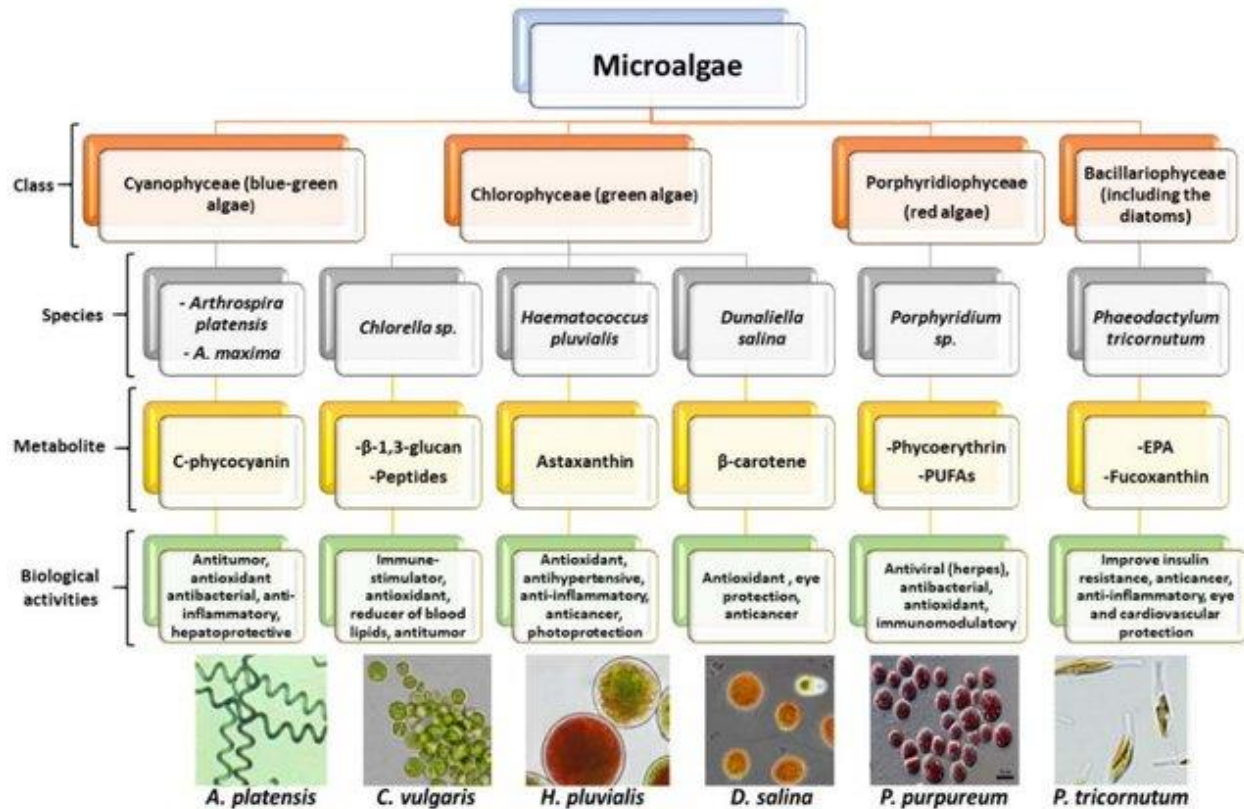 Microalgae
Class
Cyanophyceae (blue-green
algae)
Chlorophyceae (green algae)
Porphyridiophyceae
(red algae)
Bacillariophyceae
(including the
diatoms)
Species
- Arthrospira
platensis
- A. maxima
Chlorella sp.
Haematococcus
pluvialis
Dunaliella
salina
Porphyridium
sp.
Phaeodactylum
tricornutum
Metabolite
C-phycocyanin
-β-1,3-glucan
-Peptides
Astaxanthin
β-carotene
-Phycoerythrin
-PUFAs
-EPA
-Fucoxanthin
Biological
activities
Antitumor,
antioxidant
antibacterial, anti-
inflammatory,
hepatoprotective
Immune-
stimulator,
antioxidant,
reducer of blood
lipids, antitumor
Antioxidant,
antihypertensive,
anti-inflammatory,
anticancer,
photoprotection
Antioxidant , eye
protection,
anticancer
Antiviral (herpes),
antibacterial,
antioxidant,
immunomodulatory
Improve insulin
resistance, anticancer,
anti-inflammatory, eye
and cardiovascular
protection
A. platensis
C. vulgaris
H. pluvialis
D. salina
P. purpureum
P. tricornutum